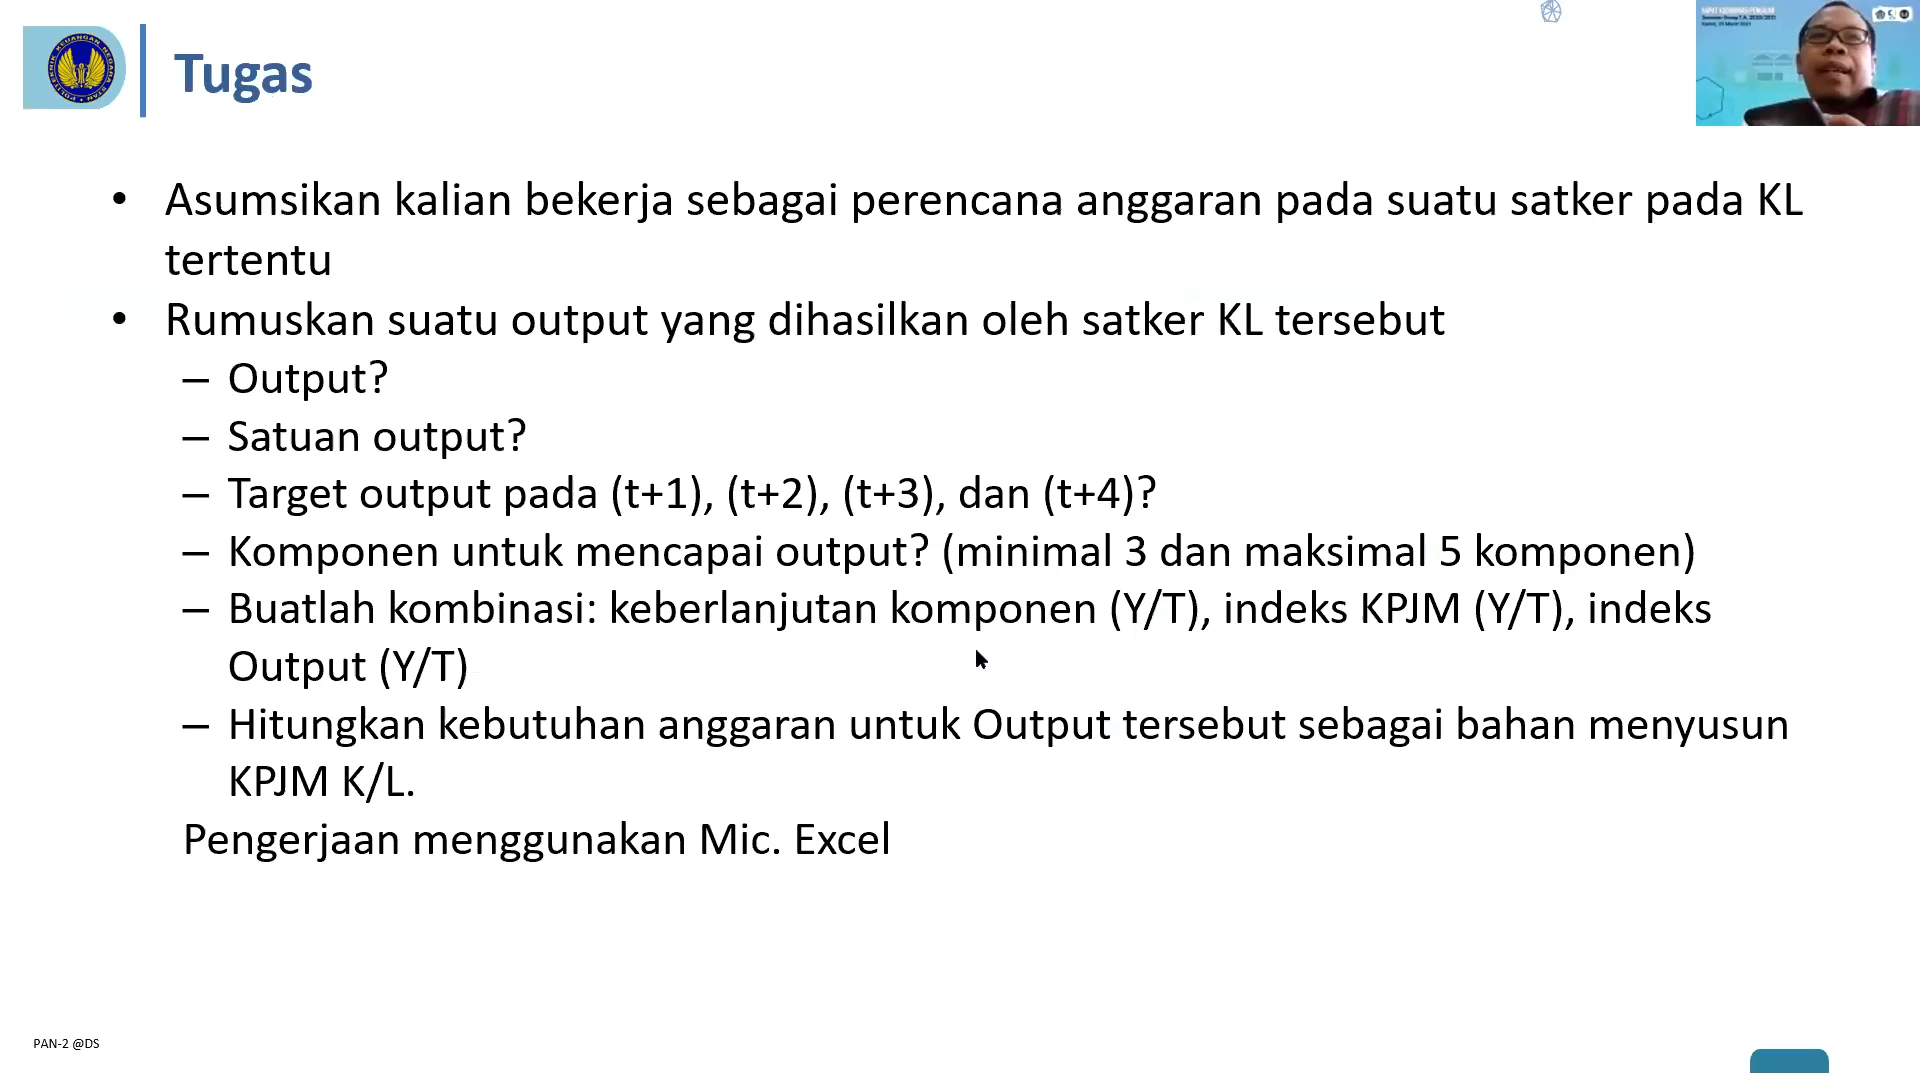 Tugas
• Asumsikan kalian bekerja sebagai perencana anggaran pada suatu satker pada KL
tertentu
• Rumuskan suatu output yang dihasilkan oleh satker KL tersebut
– Output?
– Satuan output?
– Target output pada (t+1), (t+2), (t+3), dan (t+4)?
– Komponen untuk mencapai output? (minimal 3 dan maksimal 5 komponen)
– Buatlah kombinasi: keberlanjutan komponen (Y/T), indeks KPJM (Y/T), indeks
Output (Y/T)
– Hitungkan kebutuhan anggaran untuk Output tersebut sebagai bahan menyusun
KPJM K/L.
Pengerjaan menggunakan Mic. Excel
PAN-2 @DS